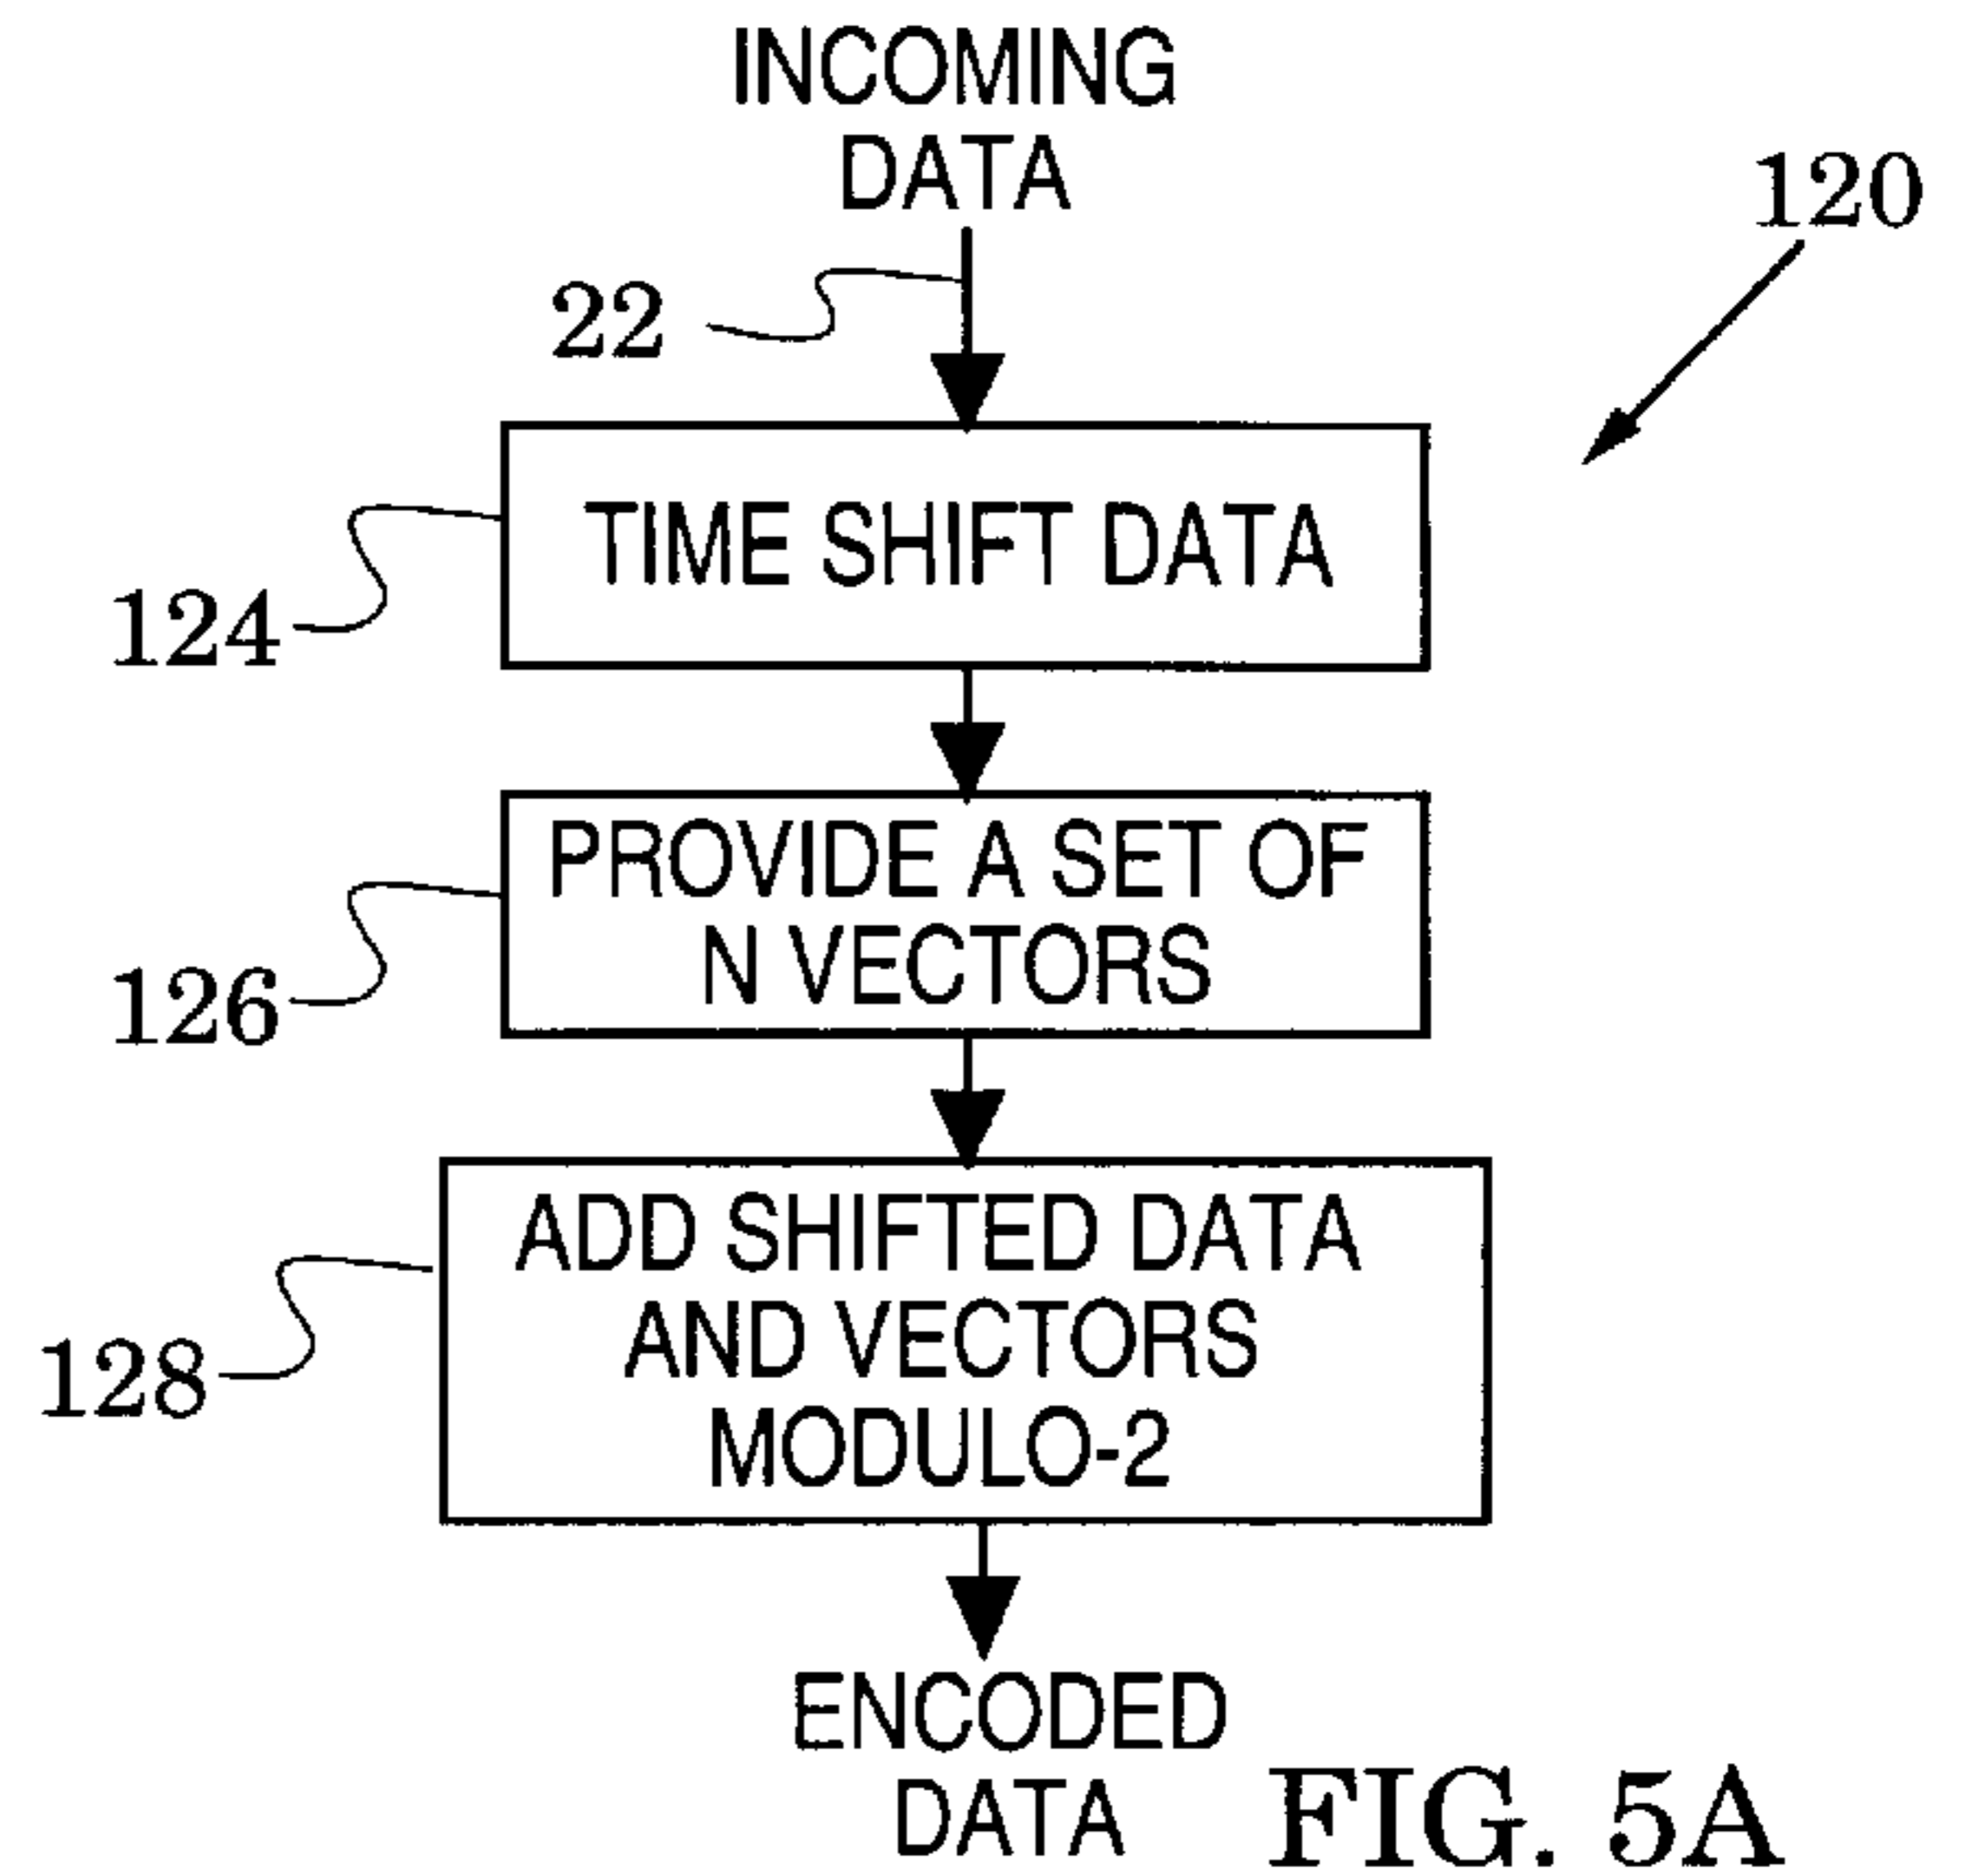 INCOMING
DATA
120
22
TIME SHIFT DATA
124
PROVIDE A SET OF
N VECTORS
126
ADD SHIFTED DATA
AND VECTORS
MODULO-2
128
ENCODED
DATA
FIG. 5A